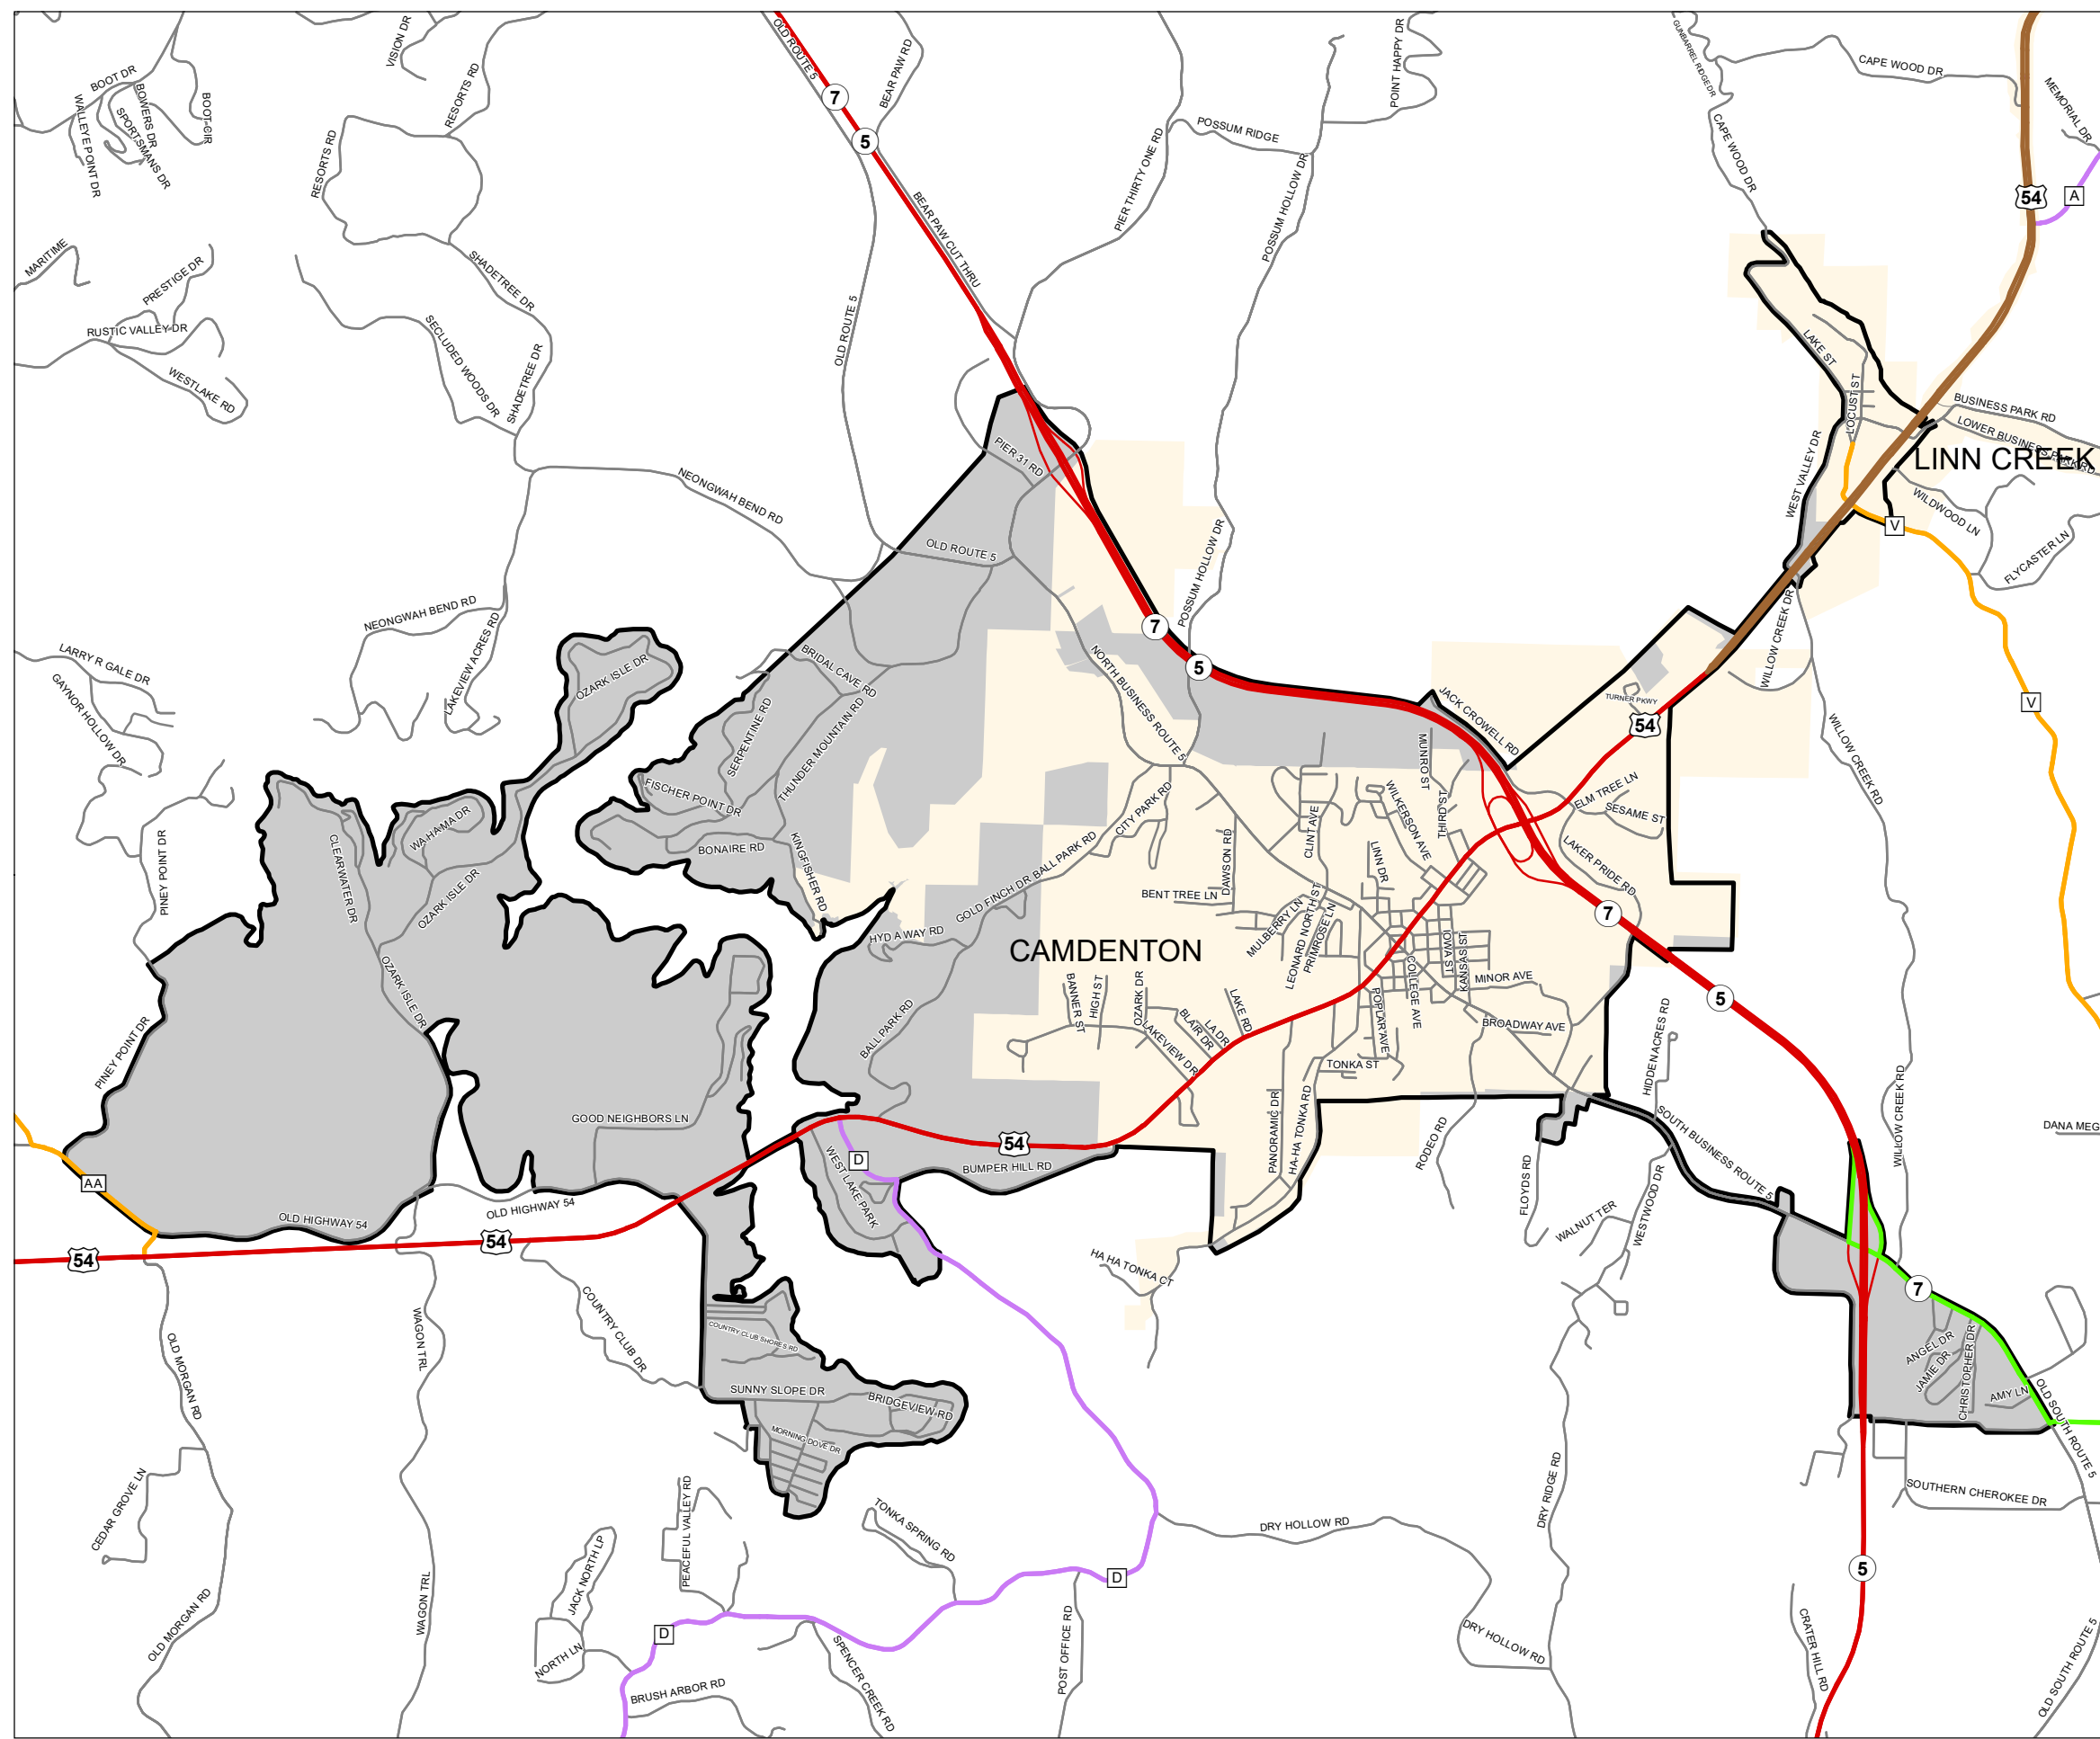 OLD ROUTE 5
VISION DR
BEAR PAW RD
POINT HAPPY DR
GUNBARREL RIDGE DR
CAPE WOOD DR
MEMORIAL DR
BOOT DR
BOWERS DR
BOOT CIR
WALLEYE POINT DR
SPORTSMANS DR
RESORTS RD
RESORTS RD
7
5
POSSUM RIDGE
PIER THIRTY ONE RD
POSSUM HOLLOW DR
CAPE WOOD DR
54
A
BEAR PAW CUT THRU
MARITIME
PRESTIGE DR
RUSTIC VALLEY DR
WESTLAKE RD
SHADETREE DR
SECLUDED WOODS DR
SHADETREE DR
OLD ROUTE 5
LAKE ST
LOCUST ST
BUSINESS PARK RD
LOWER BUSINESS PARK RD
LINN CREEK
WEST VALLEY DR
WILDWOOD LN
V
FLYCASTER LN
PIER 31 RD
NEONGWAH BEND RD
OLD ROUTE 5
POSSUM HOLLOW DR
NEONGWAH BEND RD
LAKEVIEW ACRES RD
7
5
WILLOW CREEK DR
LARRY R GALE DR
GAYNOR HOLLOW DR
OZARK ISLE DR
BRIDAL CAVE RD
NORTH BUSINESS ROUTE 5
JACK CROWELL RD
TURNER PKWY
54
V
SERPENTINE RD
THUNDER MOUNTAIN RD
FISCHER POINT DR
MUNRO ST
WILLOW CREEK RD
ELM TREE LN
SESAME ST
WILKERSON AVE
THIRD ST
CITY PARK RD
CLINT AVE
WAHAMA DR
CLEARWATER DR
PINEY POINT DR
BONAIRE RD
KINGFISHER RD
BALL PARK RD
GOLD FINCH DR
DAWSON RD
LINN DR
LAKER PRIDE RD
OZARK ISLE DR
BENT TREE LN
7
HYD A WAY RD
MULBERRY LN
LEONARD NORTH ST
PRIMROSE LN
IOWA ST
KANSAS ST
CAMDENTON
OZARK ISLE DR
COLLEGE AVE
MINOR AVE
BANNER ST
HIGH ST
OZARK DR
LAKE RD
POPLAR AVE
5
BALL PARK RD
BLAIR DR
LA DR
LAKEVIEW DR
BROADWAY AVE
HIDDEN ACRES RD
PINEY POINT DR
TONKA ST
WILLOW CREEK RD
GOOD NEIGHBORS LN
PANORAMIC DR
HA-HA TONKA RD
RODEO RD
SOUTH BUSINESS ROUTE 5
DANA MEG
54
D
BUMPER HILL RD
AA
WEST LAKE PARK
FLOYDS RD
WESTWOOD DR
WALNUT TER
OLD HIGHWAY 54
OLD HIGHWAY 54
54
54
HA HA TONKA CT
7
COUNTRY CLUB DR
COUNTRY CLUB SHORES RD
OLD MORGAN RD
WAGON TRL
ANGEL DR
JAMIE DR
CHRISTOPHER DR
AMY LN
SUNNY SLOPE DR
BRIDGEVIEW RD
MORNING DOVE DR
OLD SOUTH ROUTE 5
CEDAR GROVE LN
PEACEFUL VALLEY RD
TONKA SPRING RD
DRY HOLLOW RD
DRY RIDGE RD
SOUTHERN CHEROKEE DR
JACK NORTH LP
D
5
OLD MORGAN RD
WAGON TRL
NORTH LN
D
SPENCER CREEK RD
POST OFFICE RD
DRY HOLLOW RD
CRATER HILL RD
OLD SOUTH ROUTE 5
BRUSH ARBOR RD